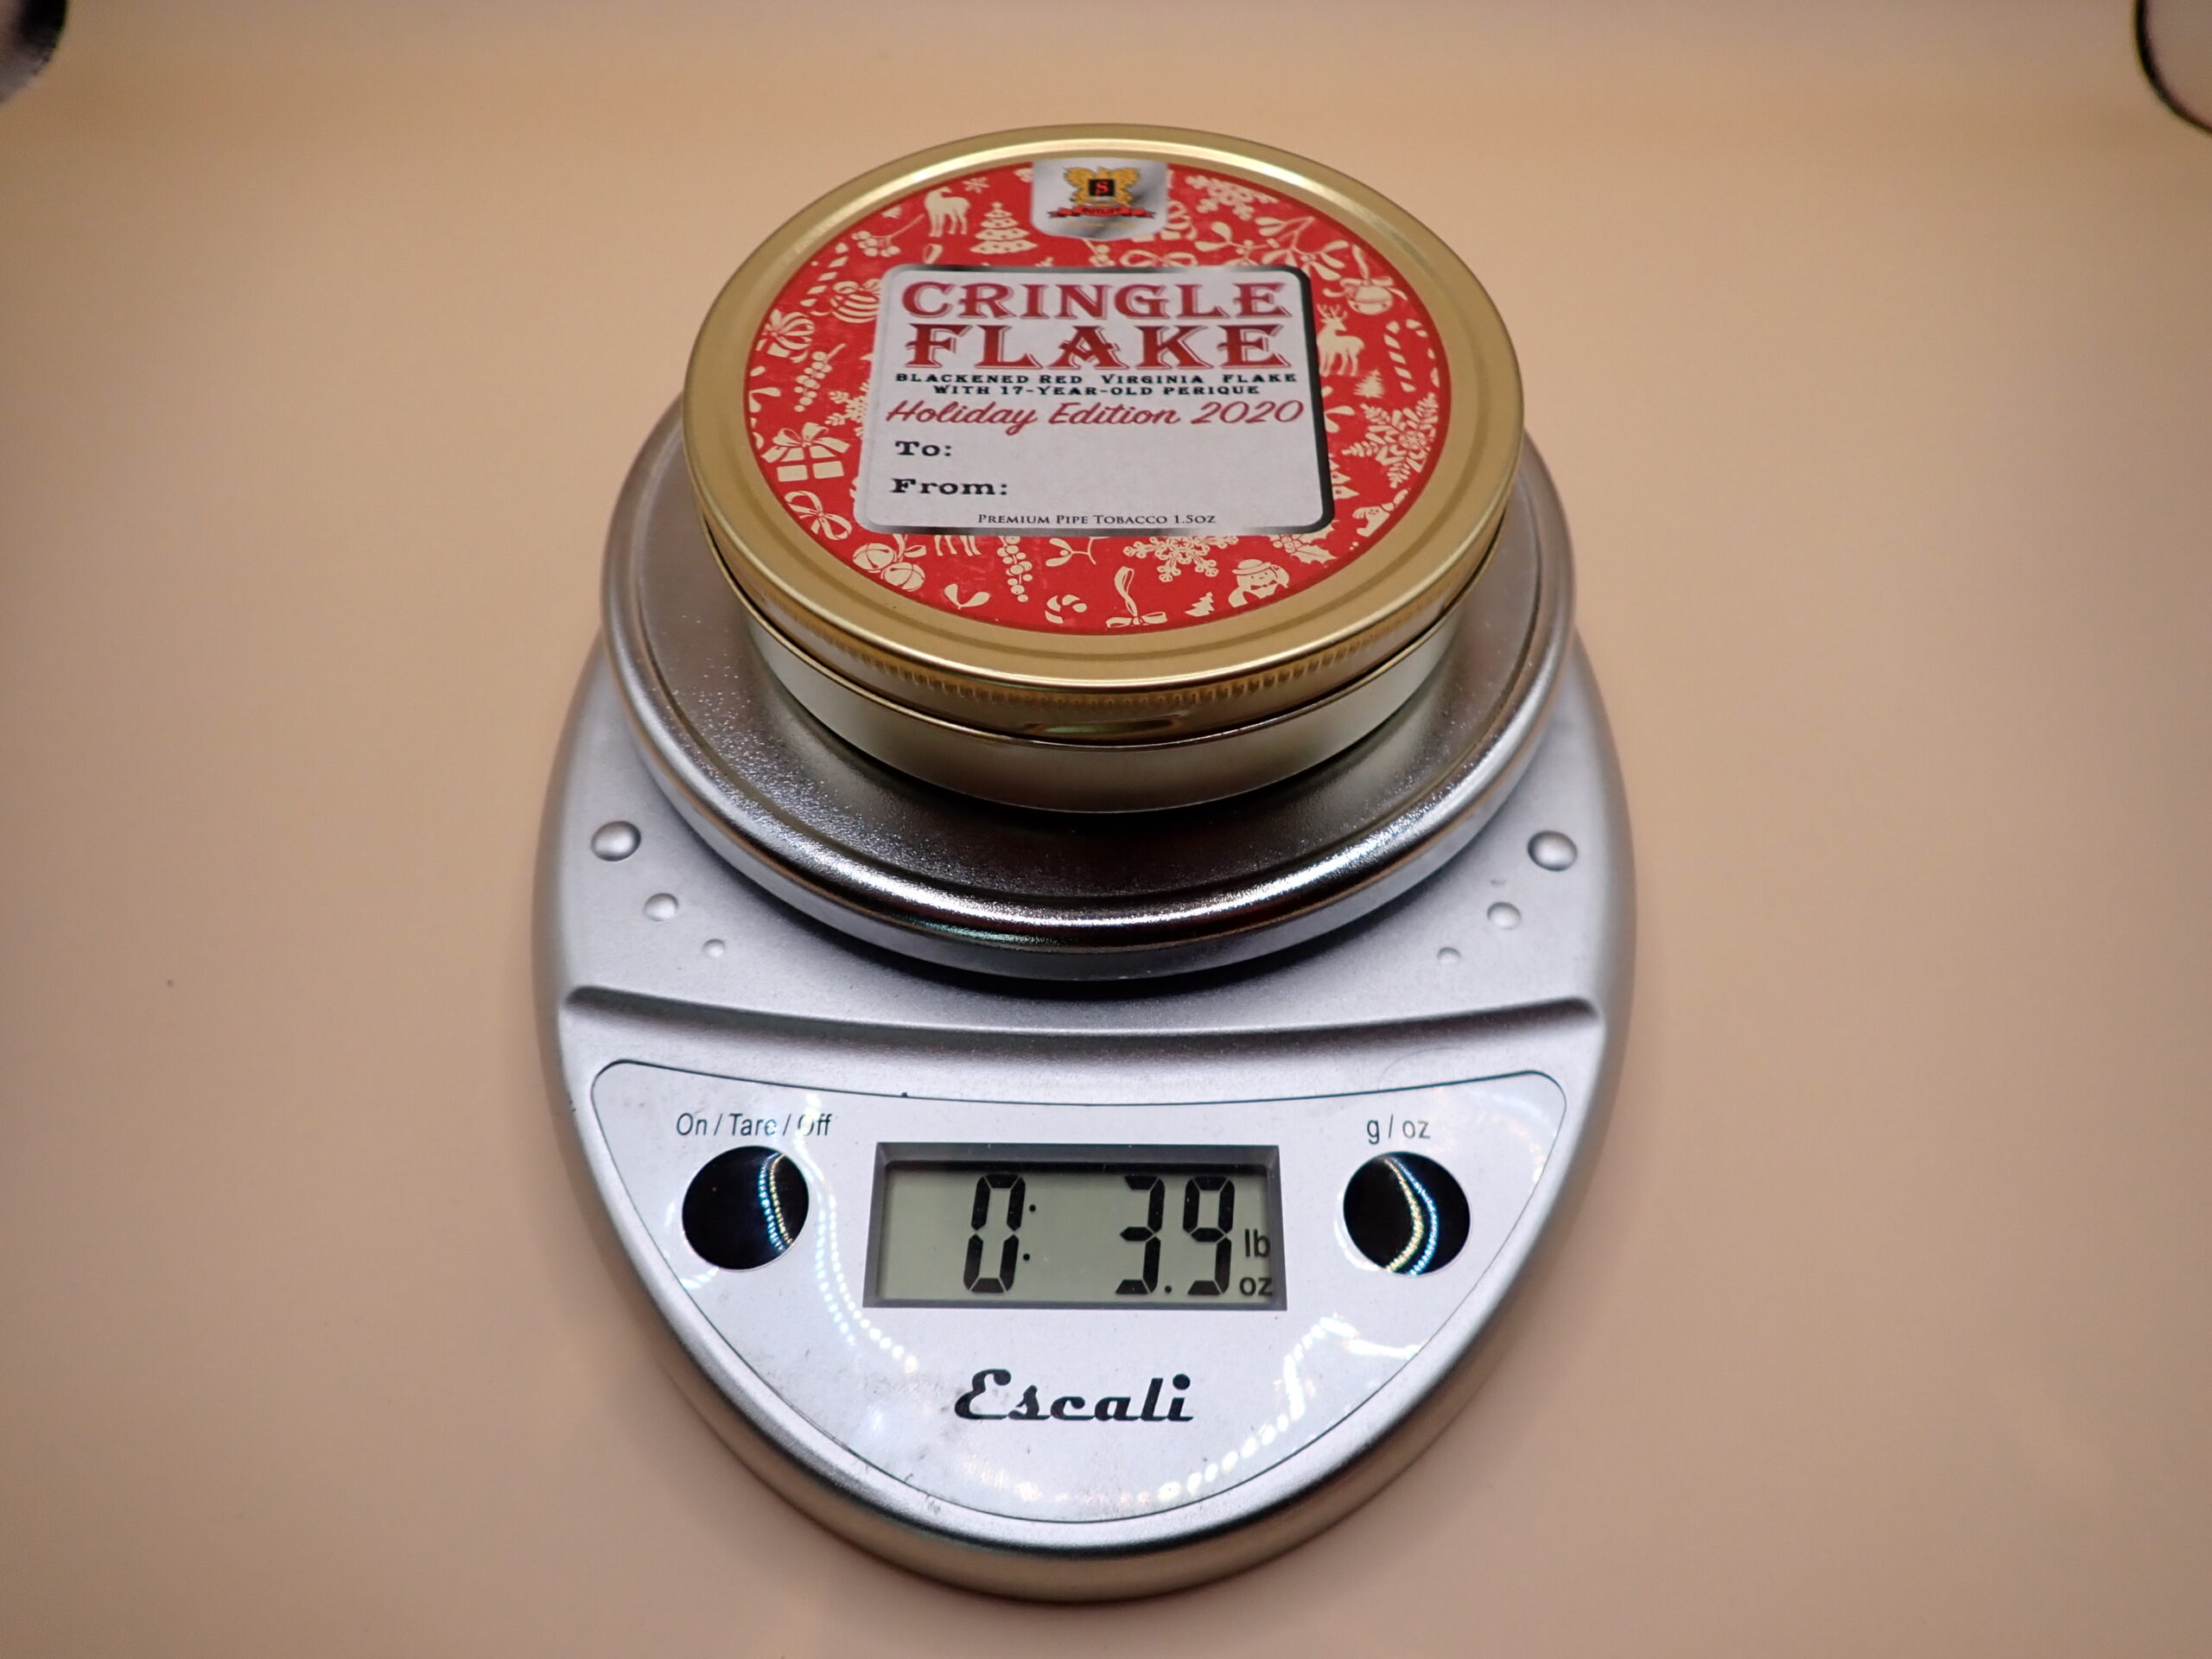 S
SUTLIFF
CRINGLE
FLAKE
BLACKENED RED VIRGINIA FLAKE
WITH 17-YEAR-OLD PERIQUE
Holiday Edition 2020
To:
From:
PREMIUM PIPE TOBACCO 1.5OZ
On / Tare / Off
g / oz
0: 3.9 lb
oz
Escali